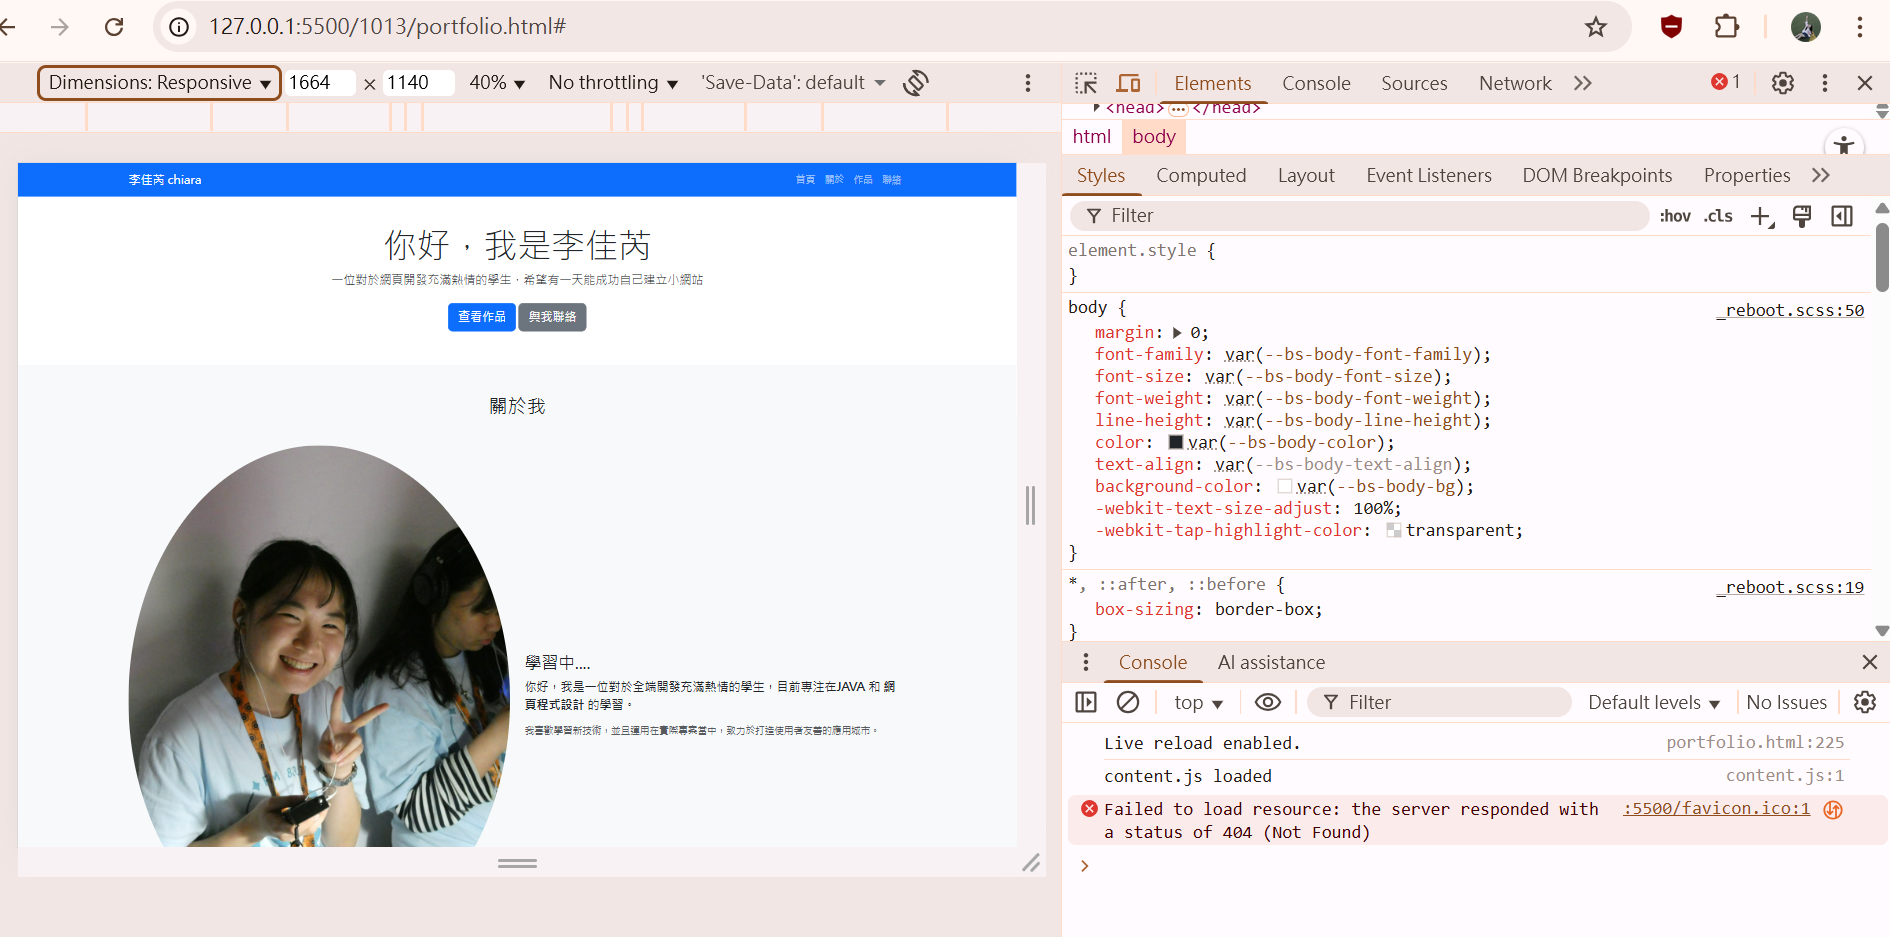 127.0.0.1:5500/1013/portfolio.html#
Dimensions: Responsive ▼ 1664 × 1140 40% ▼ No throttling ▼ 'Save-Data': default ▼
李佳芮 chiara 首頁 關於 作品 聯絡
你好，我是李佳芮
一位對於網頁開發充滿熱情的學生，希望有一天能成功自己建立小網站
查看作品 與我聯絡
關於我
學習中....
你好，我是一位對於全端開發充滿熱情的學生，目前專注在JAVA 和 網
頁程式設計 的學習。
我喜歡學習新技術，並且運用在實際專案當中，致力於打造使用者友善的應用城市。
Elements Console Sources Network 1
<head> ··· </head>
html body
Styles Computed Layout Event Listeners DOM Breakpoints Properties
Filter :hov .cls
element.style {
}
body { _reboot.scss:50
margin: ▶ 0;
font-family: var(--bs-body-font-family);
font-size: var(--bs-body-font-size);
font-weight: var(--bs-body-font-weight);
line-height: var(--bs-body-line-height);
color: var(--bs-body-color);
text-align: var(--bs-body-text-align);
background-color: var(--bs-body-bg);
-webkit-text-size-adjust: 100%;
-webkit-tap-highlight-color: transparent;
}
*, ::after, ::before { _reboot.scss:19
box-sizing: border-box;
}
Console AI assistance
top ▼ Filter Default levels ▼ No Issues
Live reload enabled. portfolio.html:225
content.js loaded content.js:1
Failed to load resource: the server responded with :5500/favicon.ico:1
a status of 404 (Not Found)